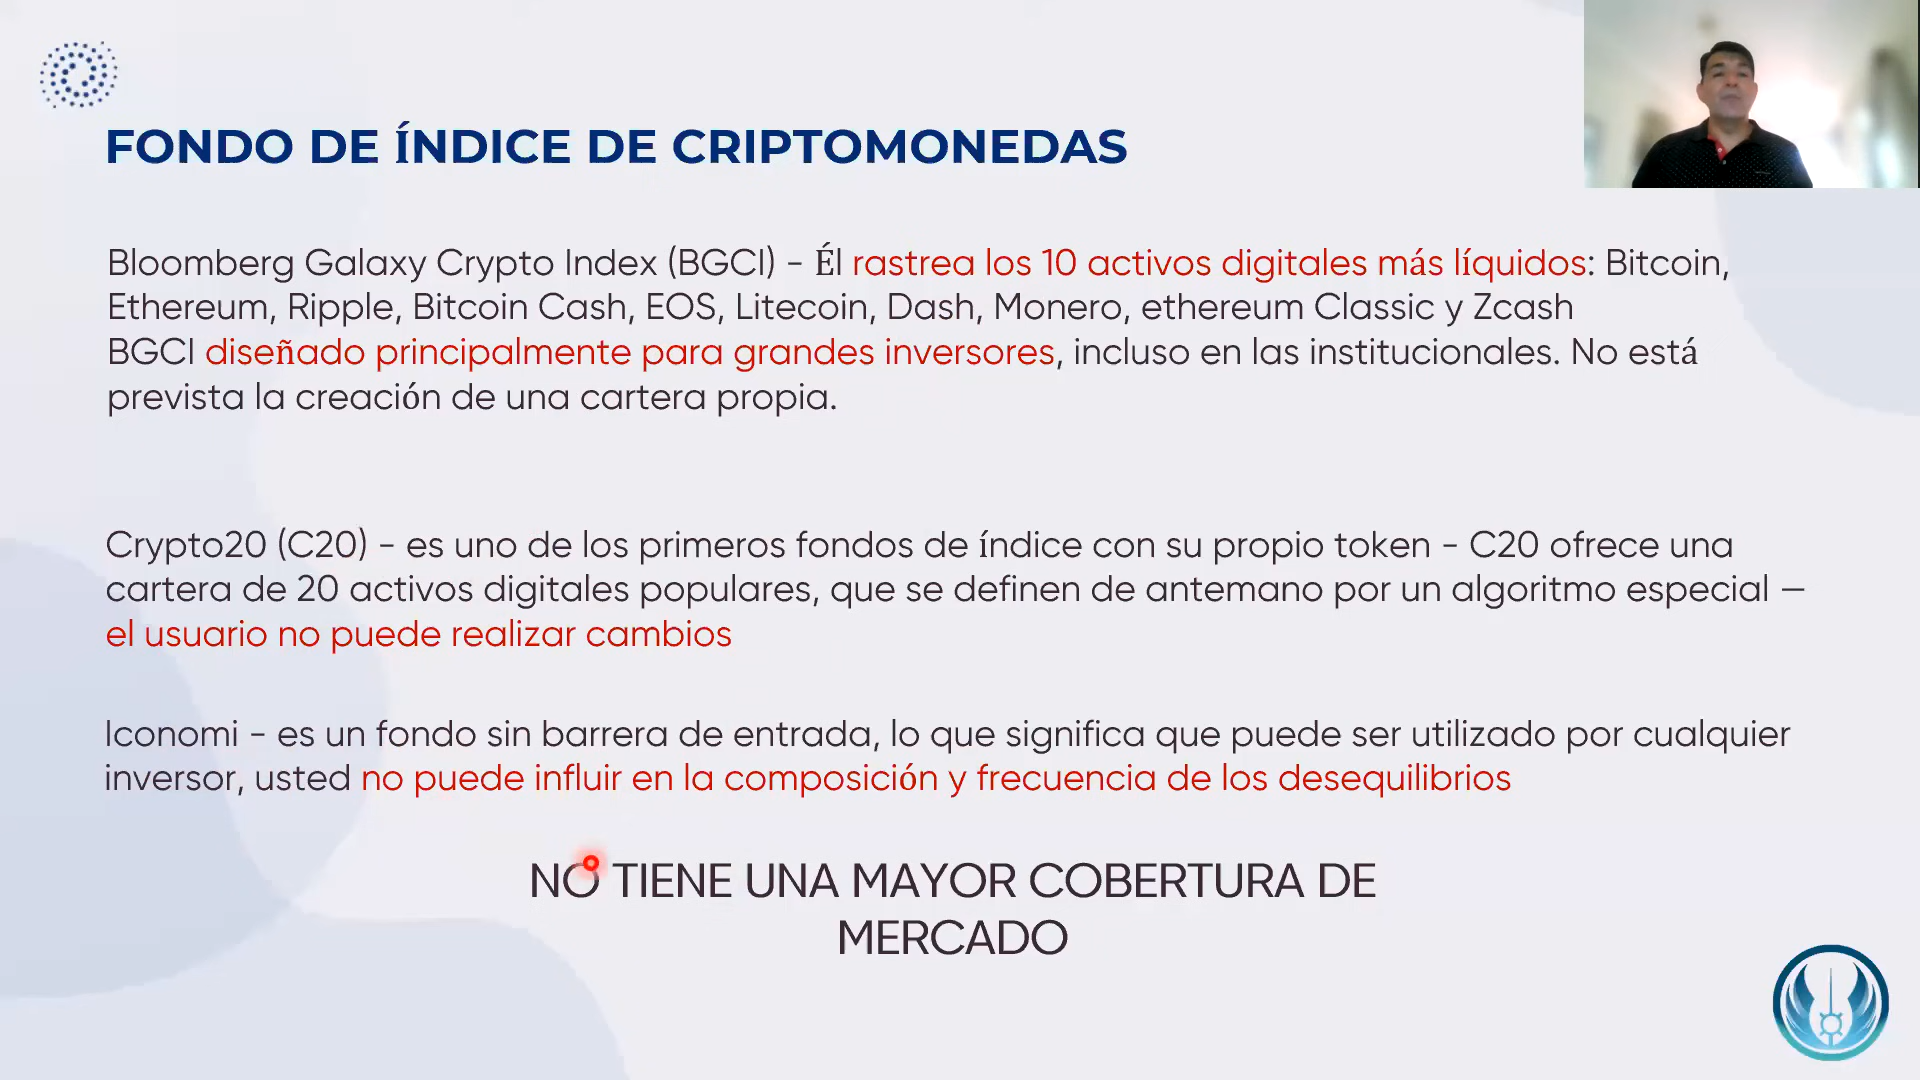 FONDO DE ÍNDICE DE CRIPTOMONEDAS
Bloomberg Galaxy Crypto Index (BGCI) - Él rastrea los 10 activos digitales más líquidos: Bitcoin,
Ethereum, Ripple, Bitcoin Cash, EOS, Litecoin, Dash, Monero, ethereum Classic y Zcash
BGCI diseñado principalmente para grandes inversores, incluso en las institucionales. No está
prevista la creación de una cartera propia.
Crypto20 (C20) - es uno de los primeros fondos de índice con su propio token - C20 ofrece una
cartera de 20 activos digitales populares, que se definen de antemano por un algoritmo especial —
el usuario no puede realizar cambios
Iconomi - es un fondo sin barrera de entrada, lo que significa que puede ser utilizado por cualquier
inversor, usted no puede influir en la composición y frecuencia de los desequilibrios
NO TIENE UNA MAYOR COBERTURA DE
MERCADO